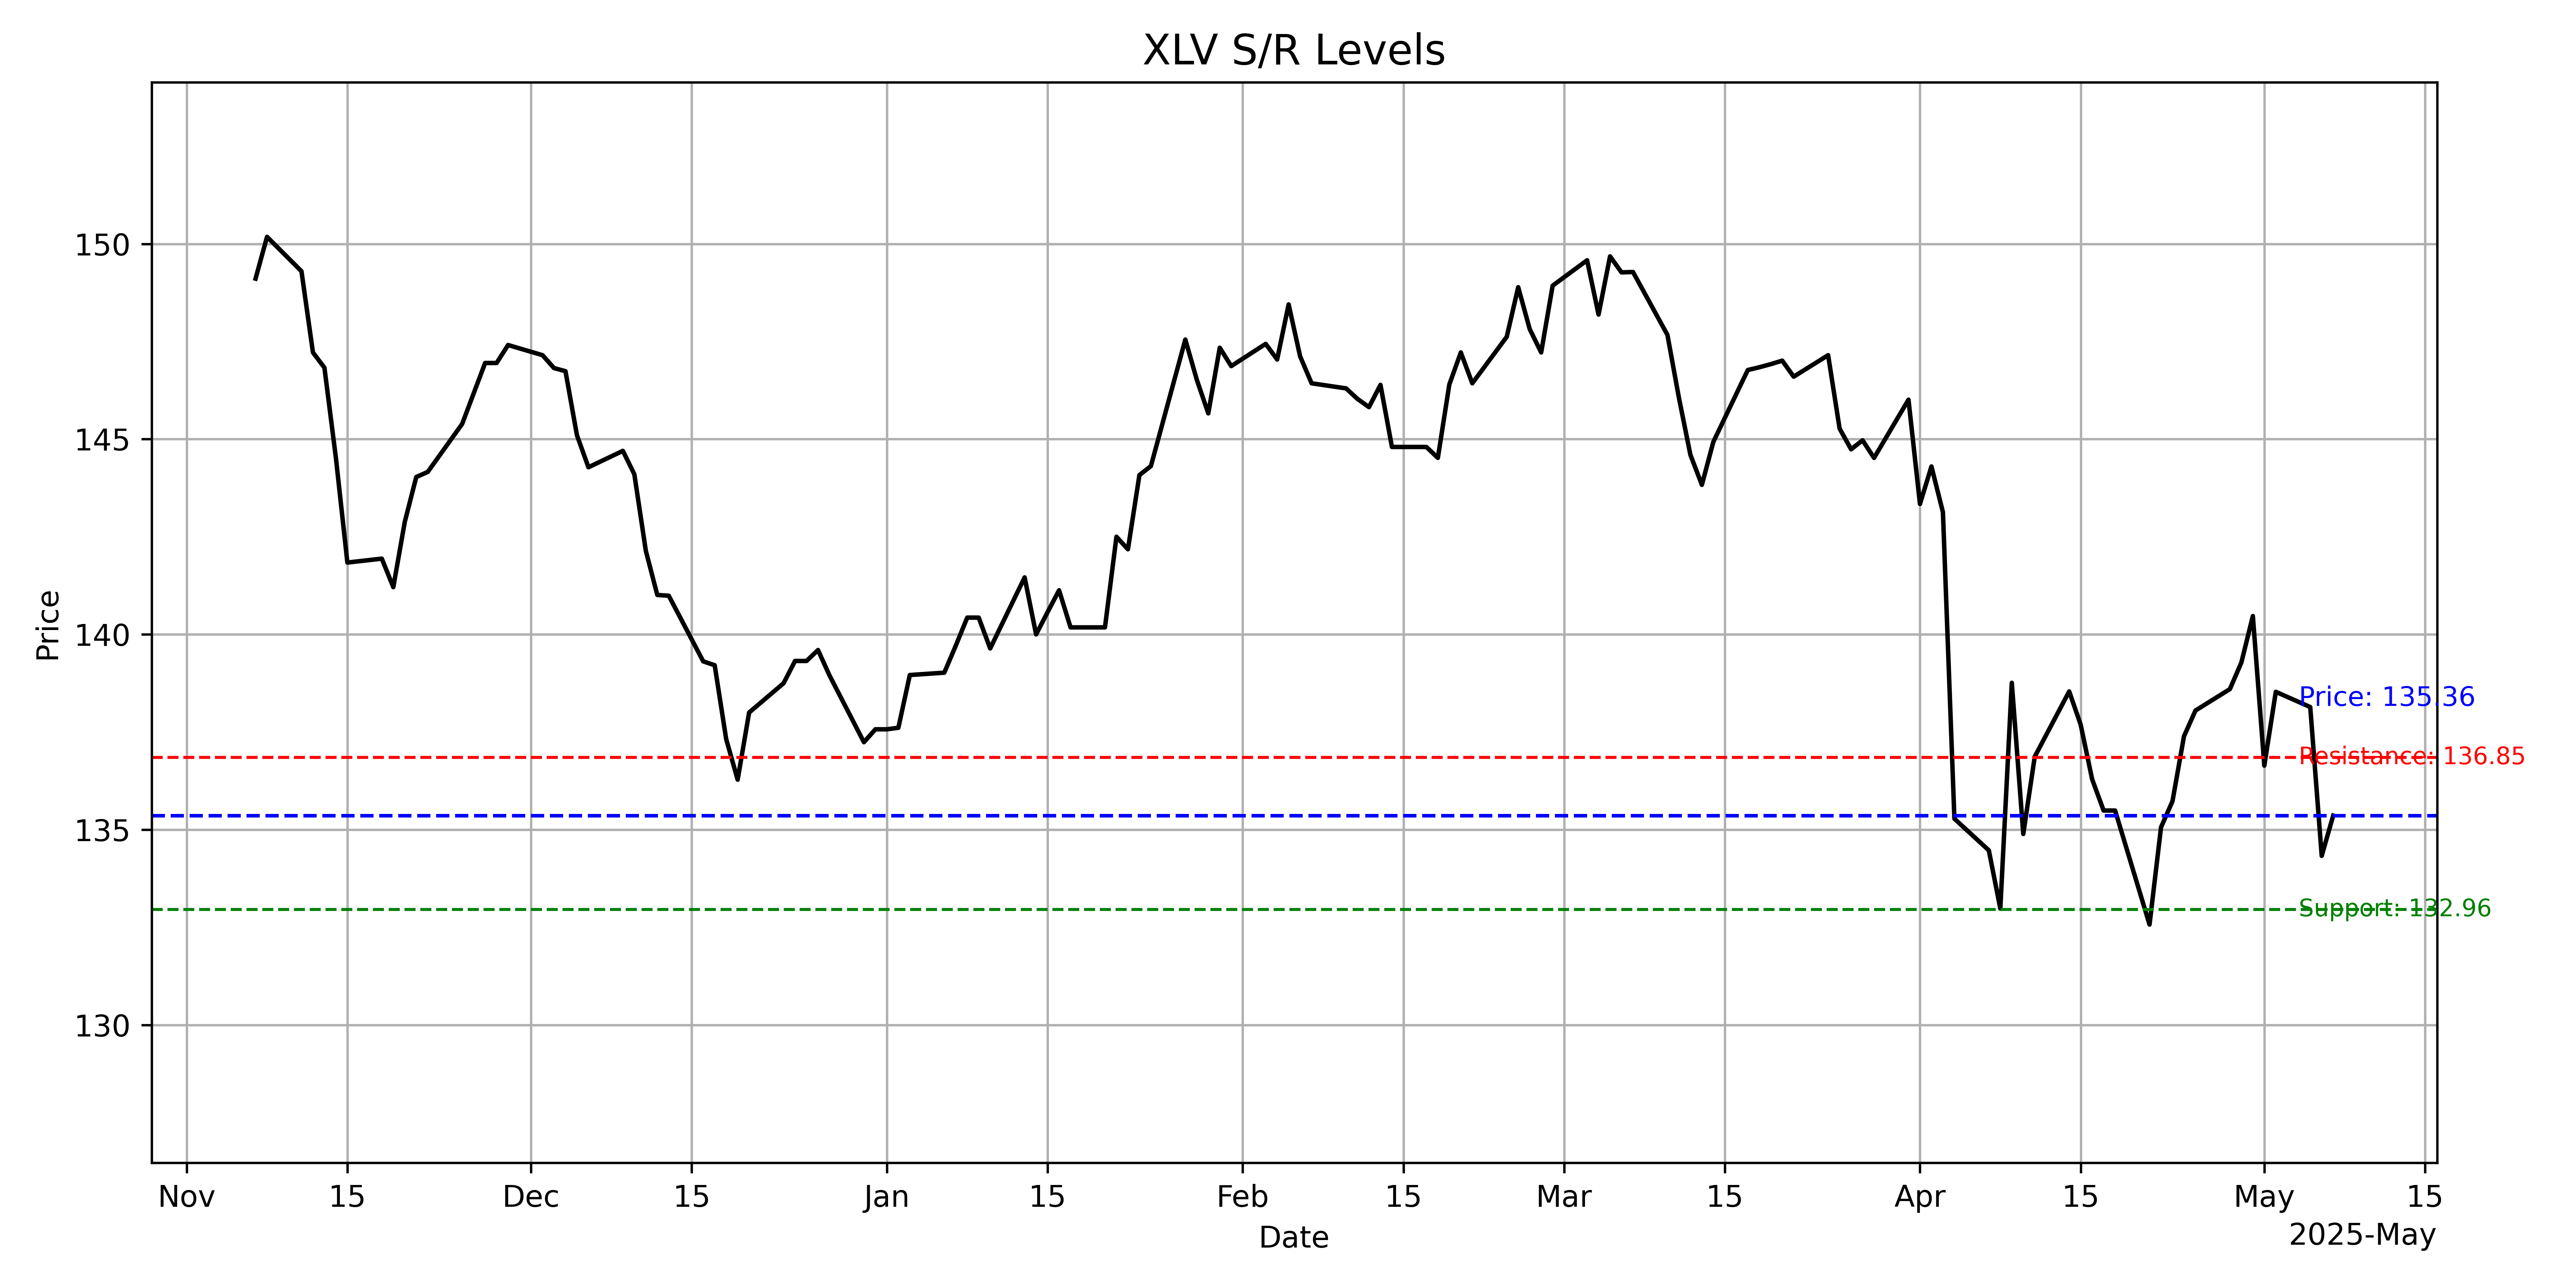 XLV S/R Levels
Price
150
145
140
135
130
Price: 135.36
Resistance: 136.85
Support: 132.96
Nov 15 Dec 15 Jan 15 Feb 15 Mar 15 Apr 15 May 15
Date
2025-May